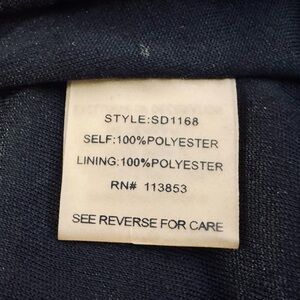 STYLE:SD1168
SELF:100%POLYESTER
LINING:100%POLYESTER
RN# 113853
SEE REVERSE FOR CARE